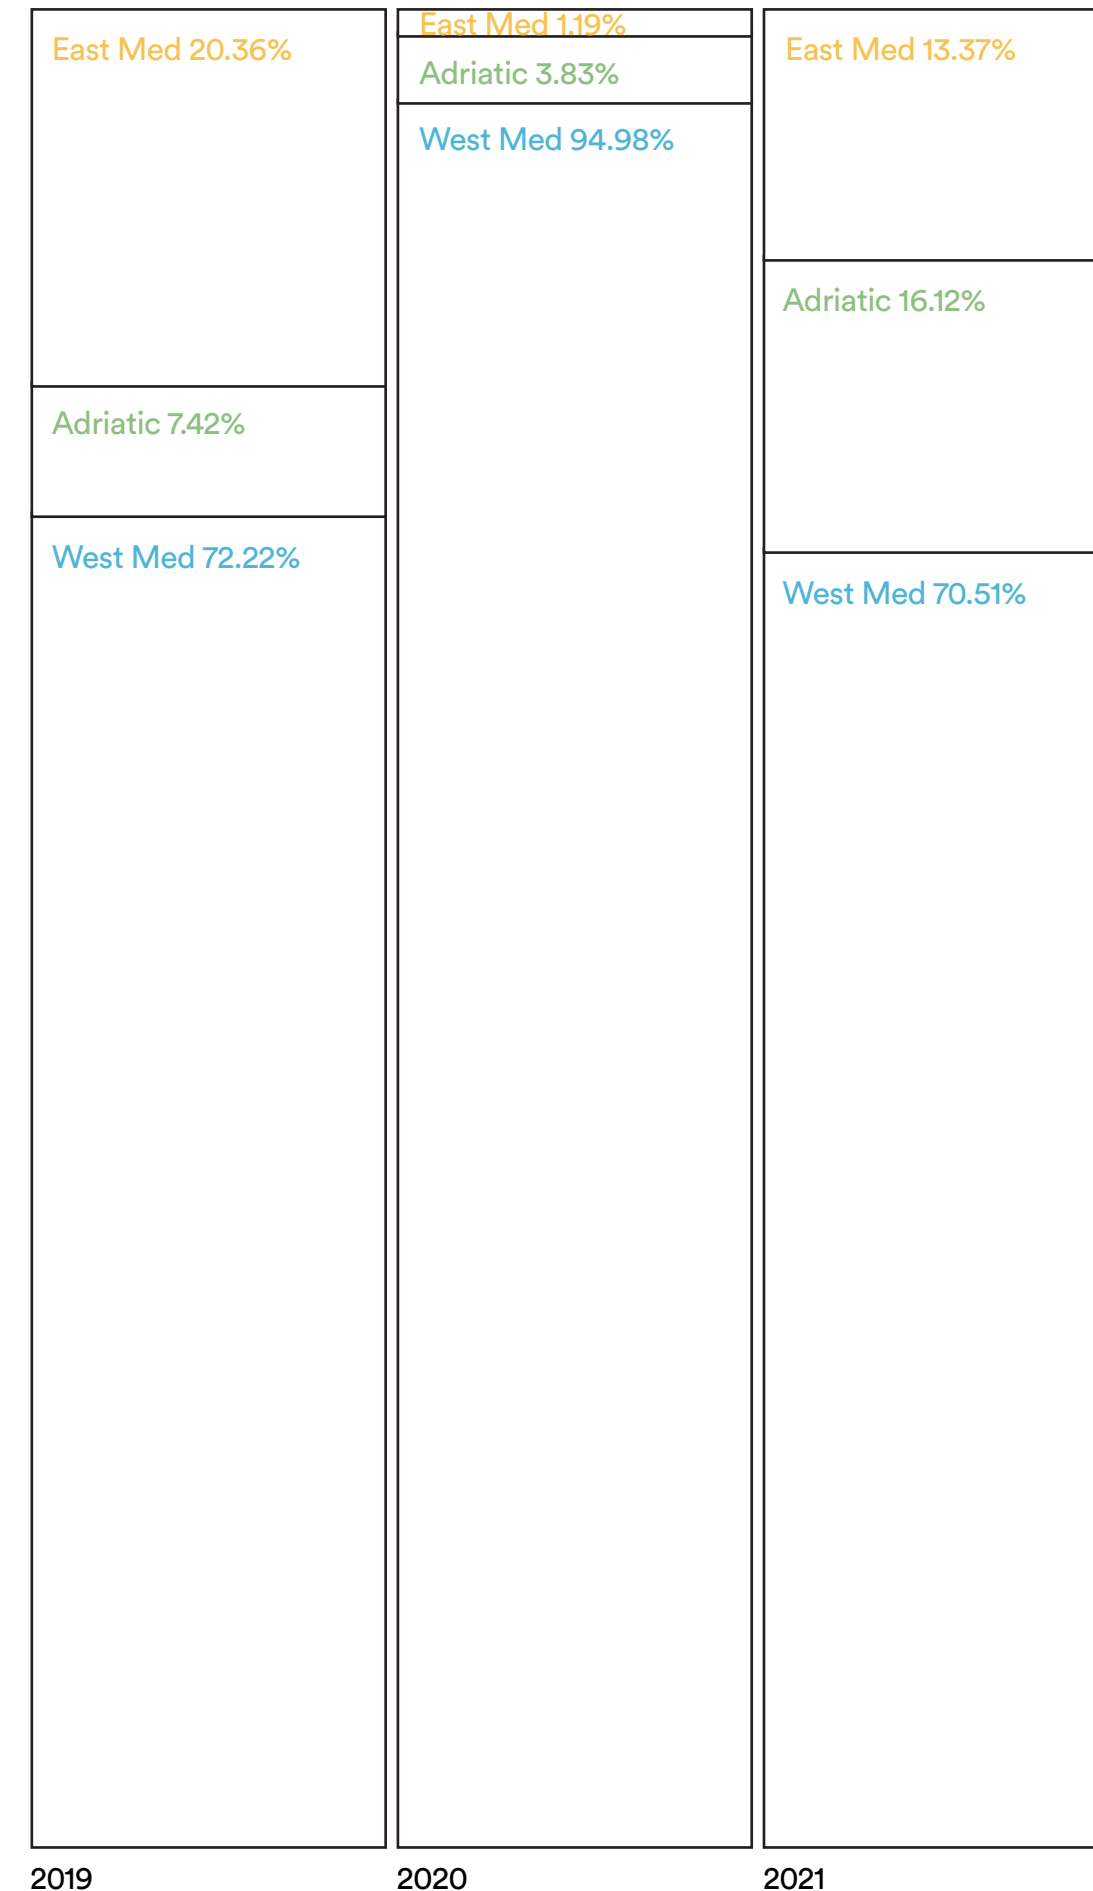 East Med 20.36%
Adriatic 7.42%
West Med 72.22%
2019
East Med 1.19%
Adriatic 3.83%
West Med 94.98%
2020
East Med 13.37%
Adriatic 16.12%
West Med 70.51%
2021